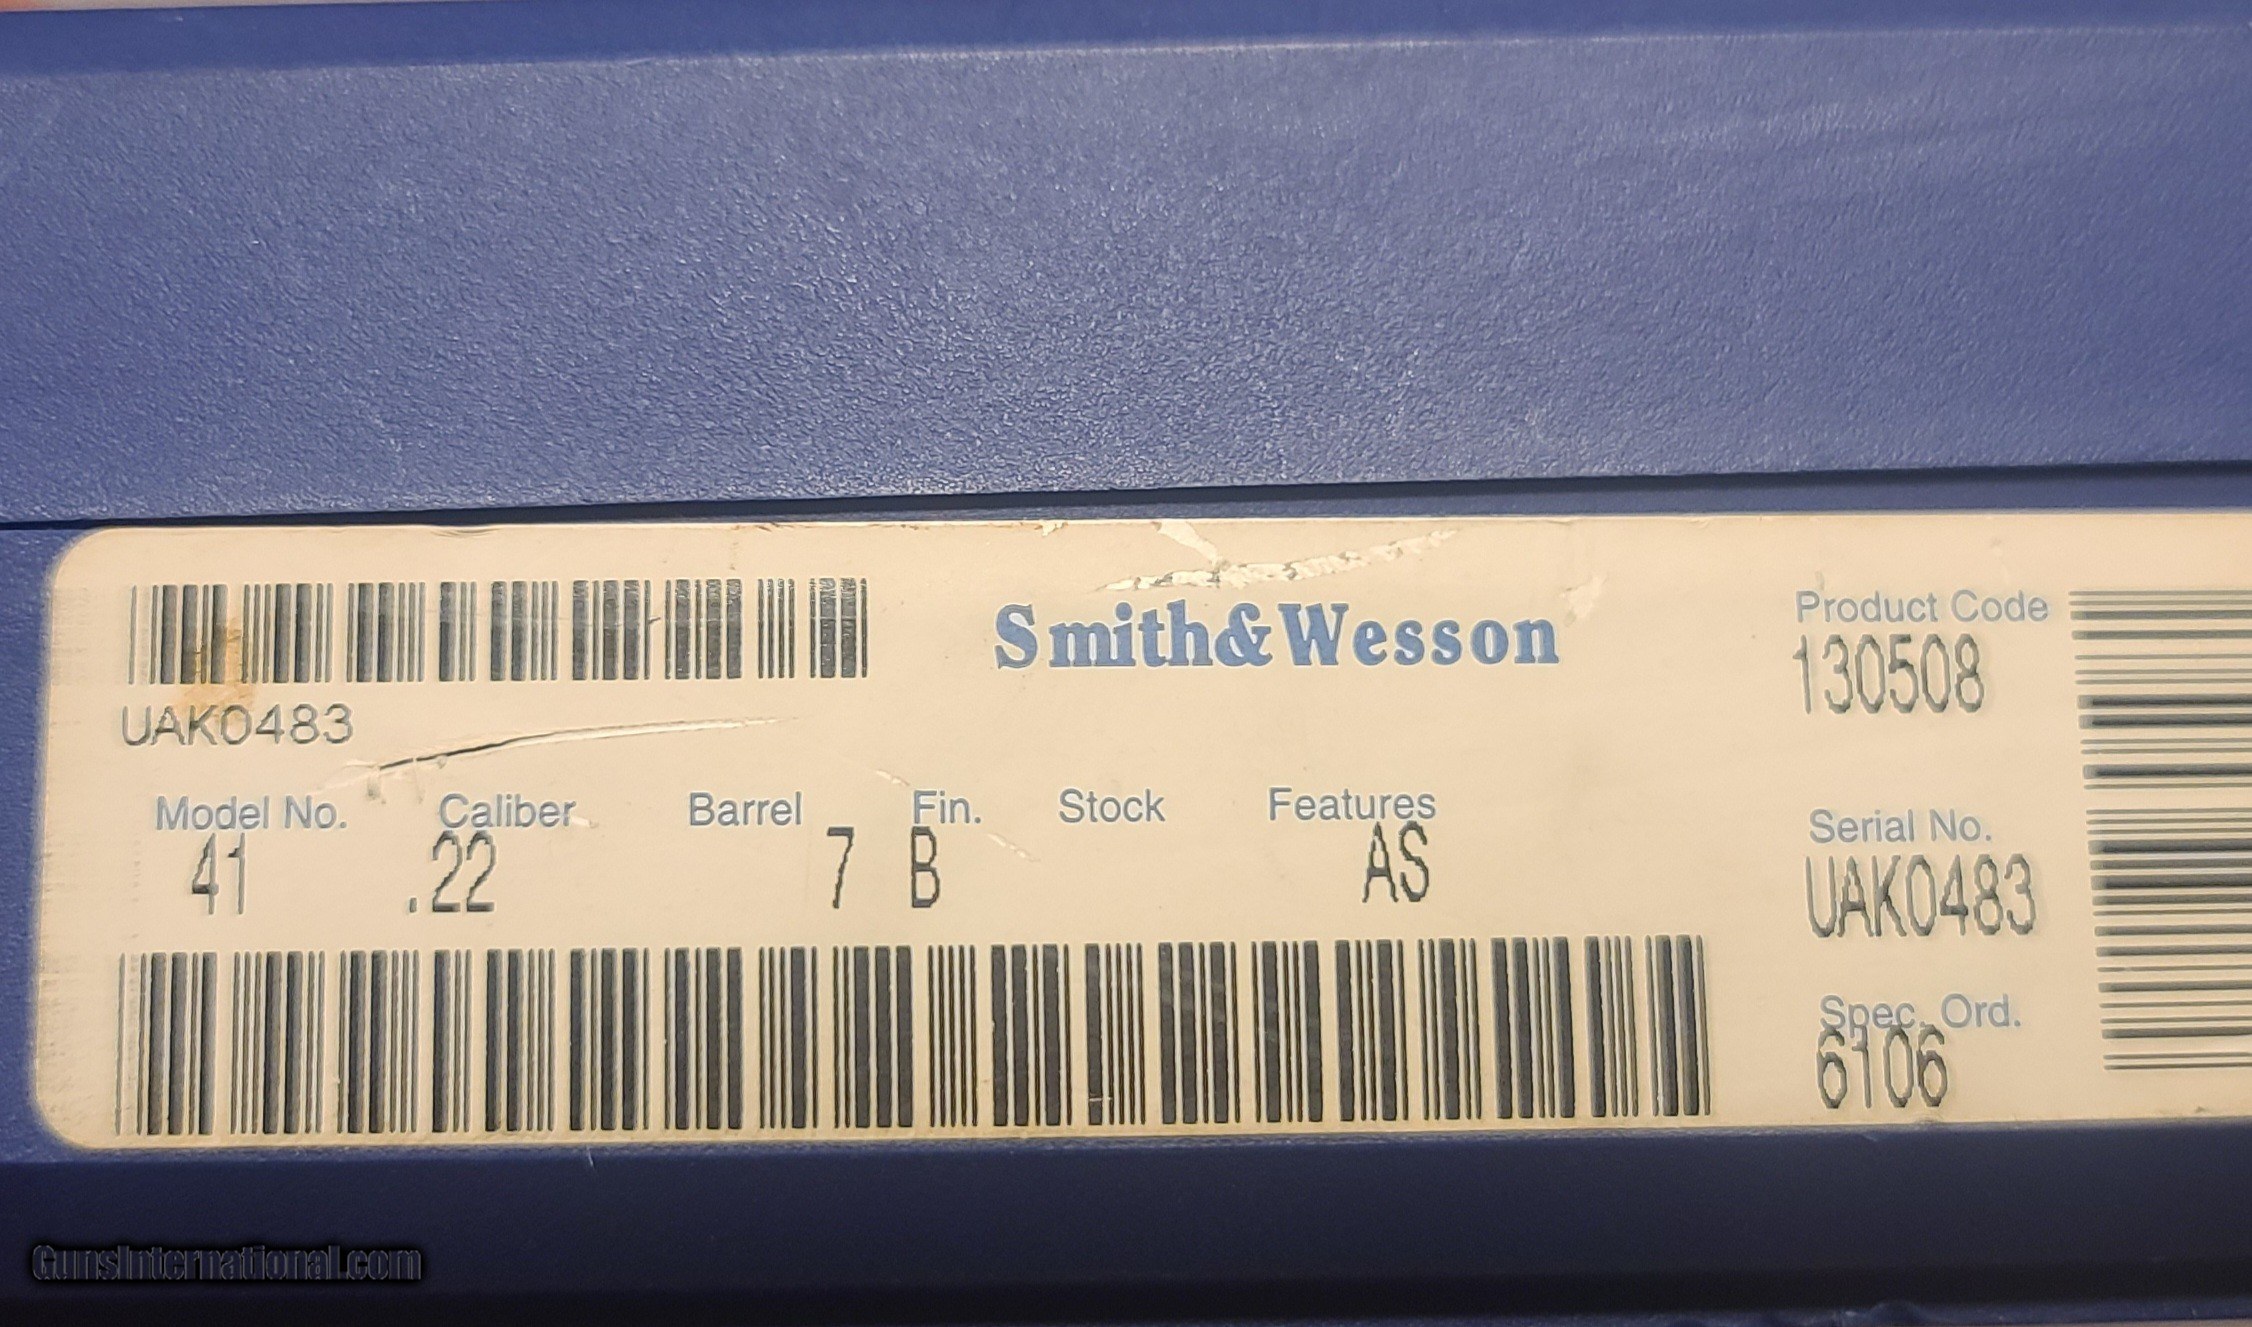 Smith&Wesson
UAK0483
Product Code
130508
Model No. Caliber Barrel Fin. Stock Features
41 .22 7 B AS
Serial No.
UAK0483
Spec. Ord.
6106
GunsInternational.com